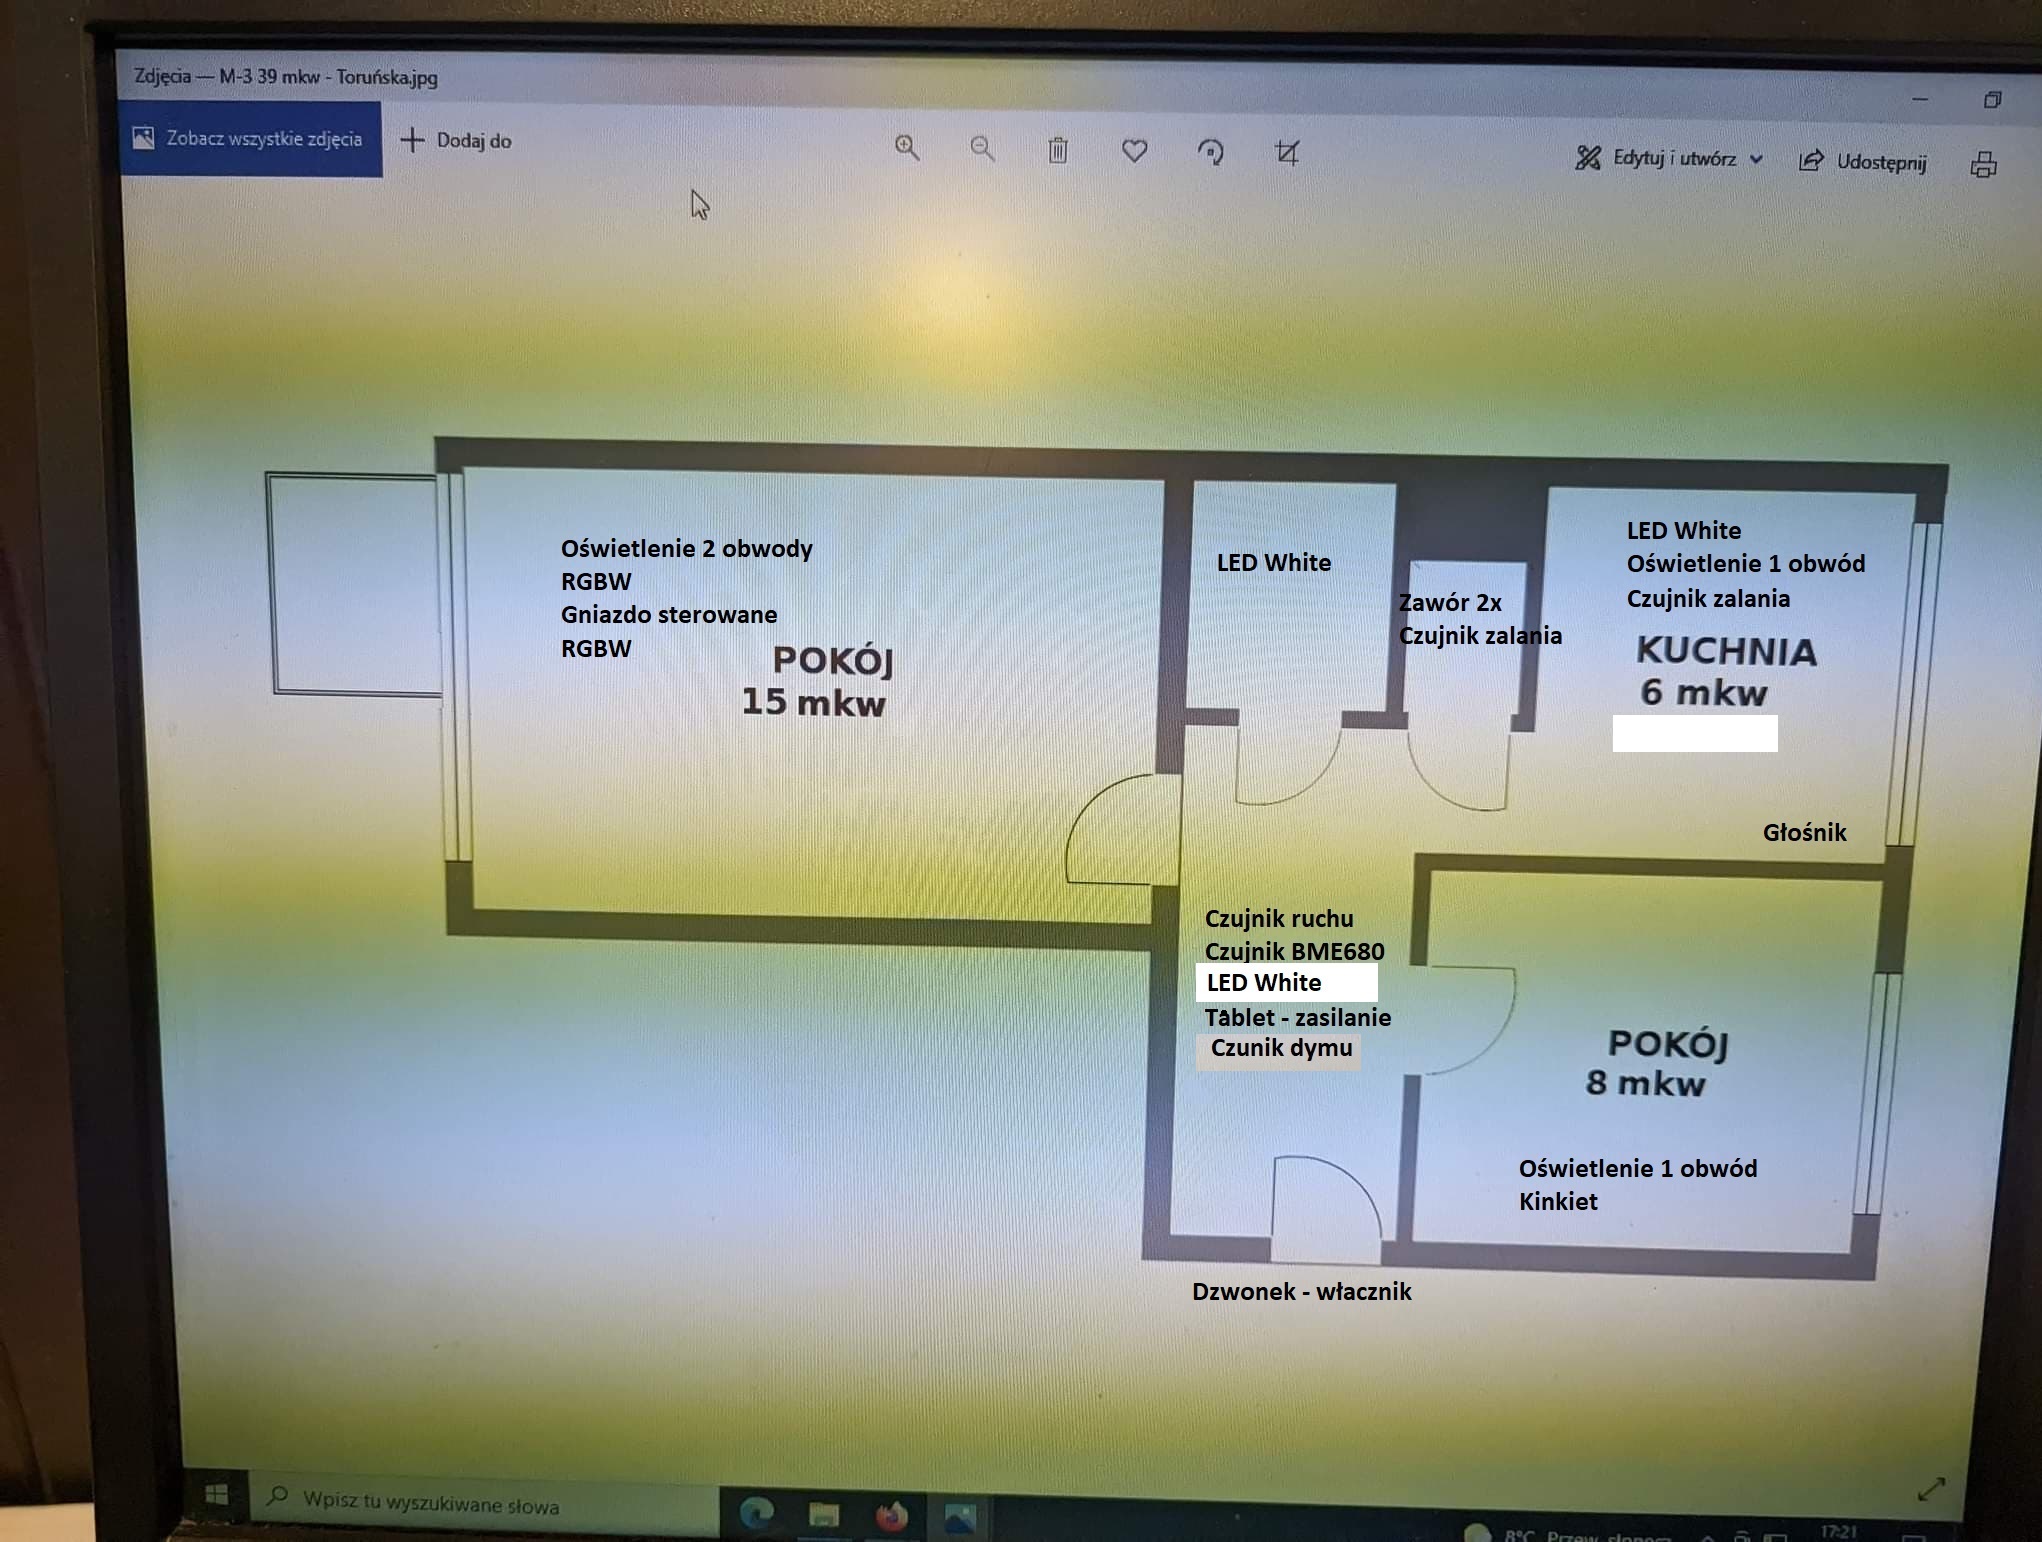 Zdjęcia — M-3 39 mkw - Toruńska.jpg
Zobacz wszystkie zdjęcia
Dodaj do
Edytuj i utwórz
Udostępnij
Oświetlenie 2 obwody
RGBW
Gniazdo sterowane
RGBW
POKÓJ
15 mkw
LED White
Zawór 2x
Czujnik zalania
LED White
Oświetlenie 1 obwód
Czujnik zalania
KUCHNIA
6 mkw
Głośnik
Czujnik ruchu
Czujnik BME680
LED White
Tablet - zasilanie
Czunik dymu
POKÓJ
8 mkw
Oświetlenie 1 obwód
Kinkiet
Dzwonek - włacznik
Wpisz tu wyszukiwane słowa
8°C
17:21